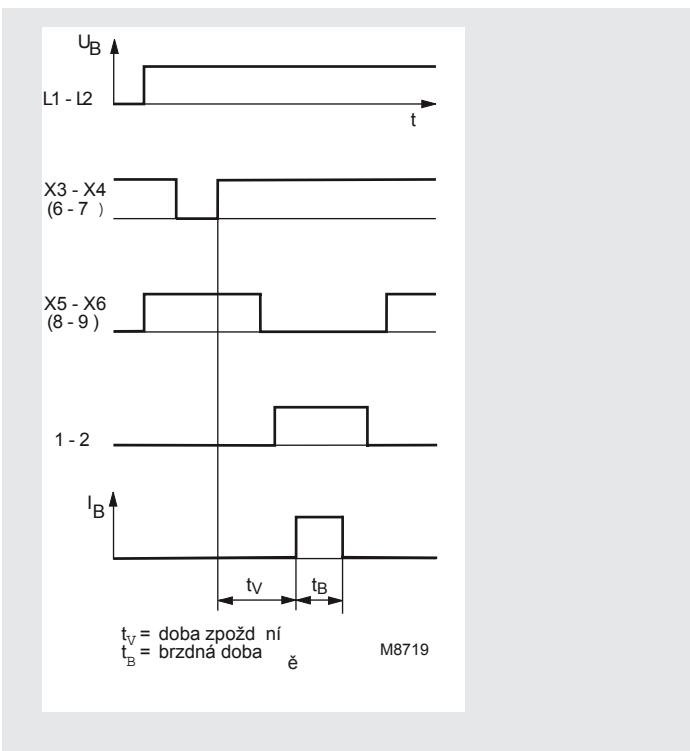 U_B
L1 - L2
t
X3 - X4
(6 - 7 )
X5 - X6
(8 - 9 )
1 - 2
I_B
t_V t_B
t_V = doba zpožd ní
t_B = brzdná doba
ě
M8719